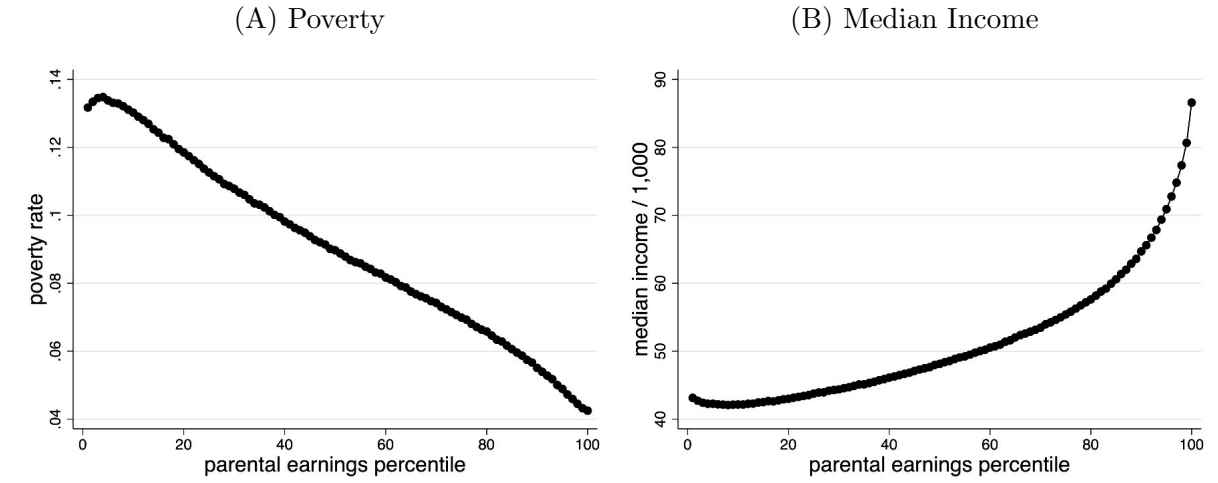 (A) Poverty
.14
.12
.1
.08
.06
.04
poverty rate
0 20 40 60 80 100
parental earnings percentile
(B) Median Income
90
80
70
60
50
40
median income / 1,000
0 20 40 60 80 100
parental earnings percentile